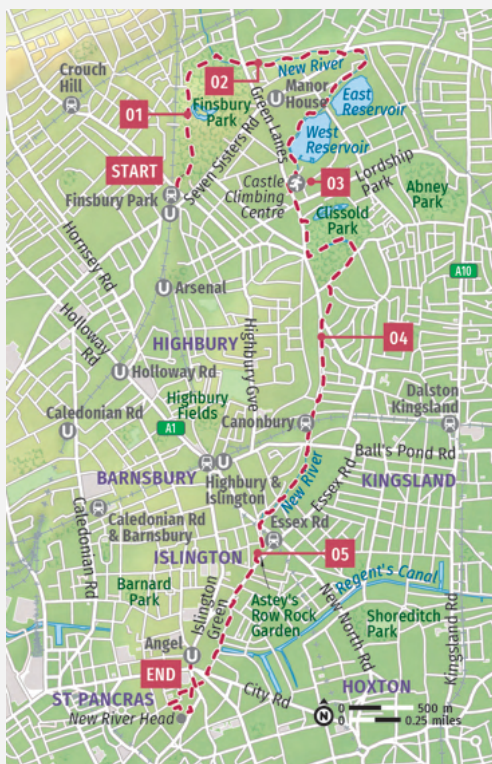 Crouch
Hill
02
New River
Manor
House
Finsbury
Park
East
Reservoir
01
Green Lanes
West
Reservoir
START
Seven Sisters Rd
Castle
Climbing
Centre
03
Lordship
Park
Abney
Park
Finsbury Park
U
Clissold
Park
Hornsey Rd
A10
U
Arsenal
HIGHBURY
04
Holloway
Rd
Highbury Gve
U
Holloway Rd
Highbury
Fields
Dalston
Kingsland
Caledonian Rd
U
A1
Canonbury
Ball's Pond Rd
BARNSBURY
U
Highbury &
Islington
New River
Essex Rd
KINGSLAND
Caledonian Rd
& Barnsbury
Caledonian Rd
Essex Rd
ISLINGTON
05
Regent's Canal
Barnard
Park
Islington
Green
Astey's
Row Rock
Garden
New North Rd
Shoreditch
Park
Kingsland Rd
Angel
U
END
ST PANCRAS
City Rd
HOXTON
New River Head
N
0 500 m
0 0.25 miles